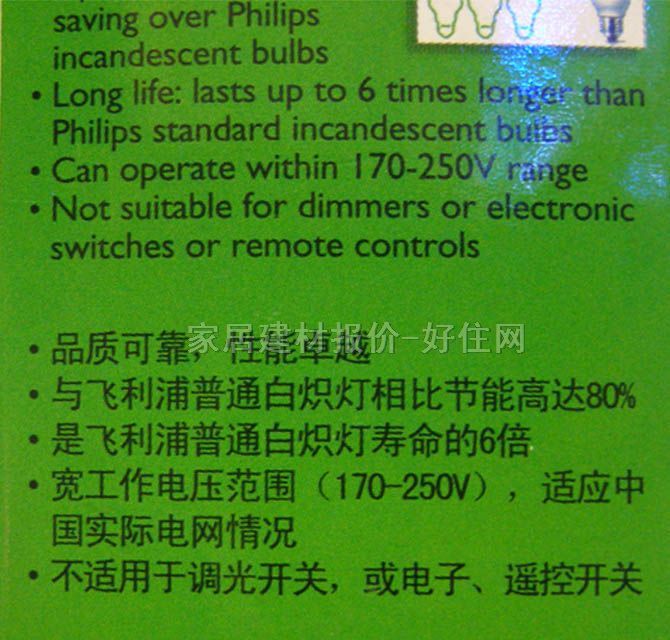 saving over Philips
incandescent bulbs
• Long life: lasts up to 6 times longer than
Philips standard incandescent bulbs
• Can operate within 170-250V range
• Not suitable for dimmers or electronic
switches or remote controls
家居建材报价-好住网
• 品质可靠，性能卓越
• 与飞利浦普通白炽灯相比节能高达80%
• 是飞利浦普通白炽灯寿命的6倍
• 宽工作电压范围（170-250V），适应中
国实际电网情况
• 不适用于调光开关，或电子、遥控开关